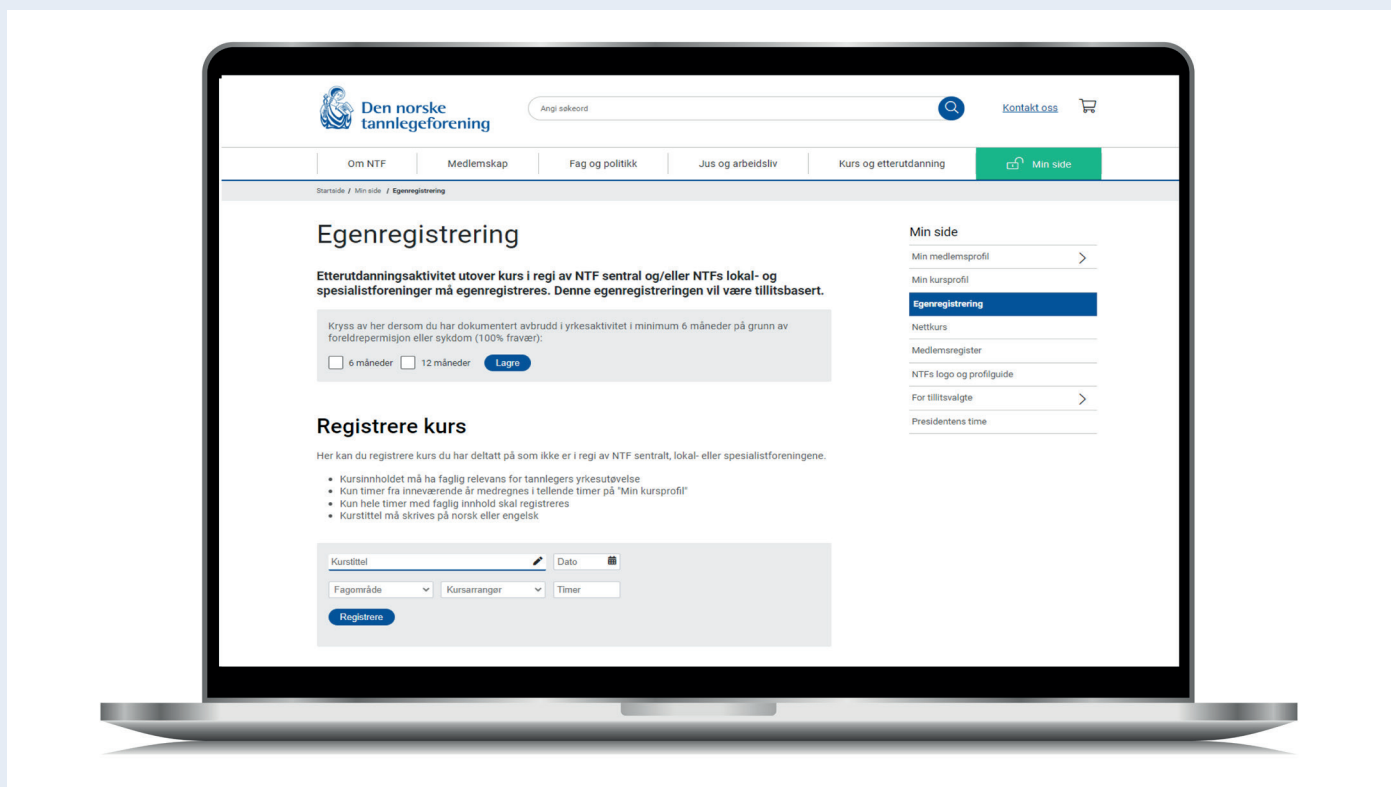 Den norske
tannlegeforening
Angi søkeord
Kontakt oss
Om NTF
Medlemskap
Fag og politikk
Jus og arbeidsliv
Kurs og etterutdanning
Min side
Startside / Min side / Egenregistrering
Egenregistrering
Etterutdanningsaktivitet utover kurs i regi av NTF sentral og/eller NTFs lokal- og
spesialistforeninger må egenregistreres. Denne egenregistreringen vil være tillitsbasert.
Kryss av her dersom du har dokumentert avbrudd i yrkesaktivitet i minimum 6 måneder på grunn av
foreldrepermisjon eller sykdom (100% fravær):
6 måneder
12 måneder
Lagre
Registrere kurs
Her kan du registrere kurs du har deltatt på som ikke er i regi av NTF sentralt, lokal- eller spesialistforeningene.
• Kursinnholdet må ha faglig relevans for tannlegers yrkesutøvelse
• Kun timer fra inneværende år medregnes i tellende timer på "Min kursprofil"
• Kun hele timer med faglig innhold skal registreres
• Kurstittel må skrives på norsk eller engelsk
Kurstittel
Dato
Fagområde
Kursarrangør
Timer
Registrere
Min side
Min medlemsprofil
Min kursprofil
Egenregistrering
Nettkurs
Medlemsregister
NTFs logo og profilguide
For tillitsvalgte
Presidentens time